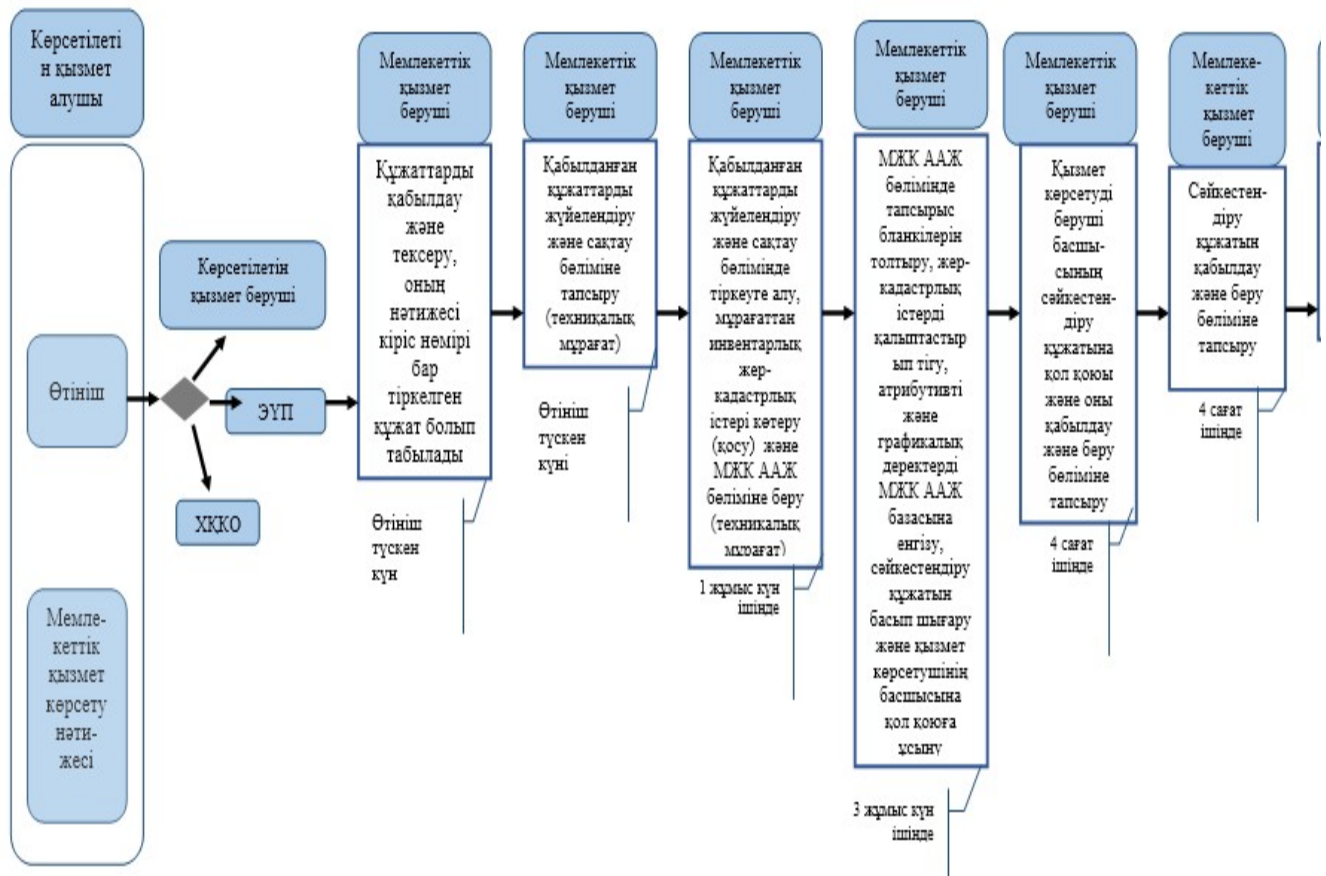 Көрсетілеті
н қызмет
алушы
Өтініш
Мемле-
кеттік
қызмет
көрсету
нәти-
жесі
Көрсетілетін
қызмет беруші
ЭҮП
ХҚКО
Мемлекеттік
қызмет
беруші
Құжаттарды
қабылдау
және
тексеру,
оның
нәтижесі
кіріс нөмірі
бар
тіркелген
құжат болып
табылады
Өтініш
түскен
күн
Мемлекеттік
қызмет
беруші
Қабылданған
құжаттарды
жүйелендіру
және сақтау
бөліміне
тапсыру
(техниқалық
мұрағат)
Өтініш
түскен
күні
Мемлекеттік
қызмет
беруші
Қабылданған
құжаттарды
жүйелендіру
және сақтау
бөлімінде
тіркеуге алу,
мұрағаттан
инвентарлық
жер-
кадастрлық
істері көтеру
(қосу) және
МЖК ААЖ
бөліміне беру
(техникалық
мұрағат)
1 жұмыс күн
ішінде
Мемлекеттік
қызмет
беруші
МЖК ААЖ
бөлімінде
тапсырыс
бланкілерін
толтыру, жер-
кадастрлық
істерді
қалыптастыр
ып тігу,
атрибутивті
және
графикалық
деректерді
МЖК ААЖ
базасына
енгізу,
сәйкестендіру
құжатын
басып шығару
және қызмет
көрсетушінің
басшысына
қол қоюға
ұсыну
3 жұмыс күн
ішінде
Мемлекеттік
қызмет
беруші
Қызмет
көрсетуді
беруші
басшы-
сының
сәйкестен-
діру
құжатына
қол қоюы
және оны
қабылдау
және беру
бөліміне
тапсыру
4 сағат
ішінде
Мемлеке-
кеттік
қызмет
беруші
Сәйкестен-
діру
құжатын
қабылдау
және беру
бөліміне
тапсыру
4 сағат
ішінде